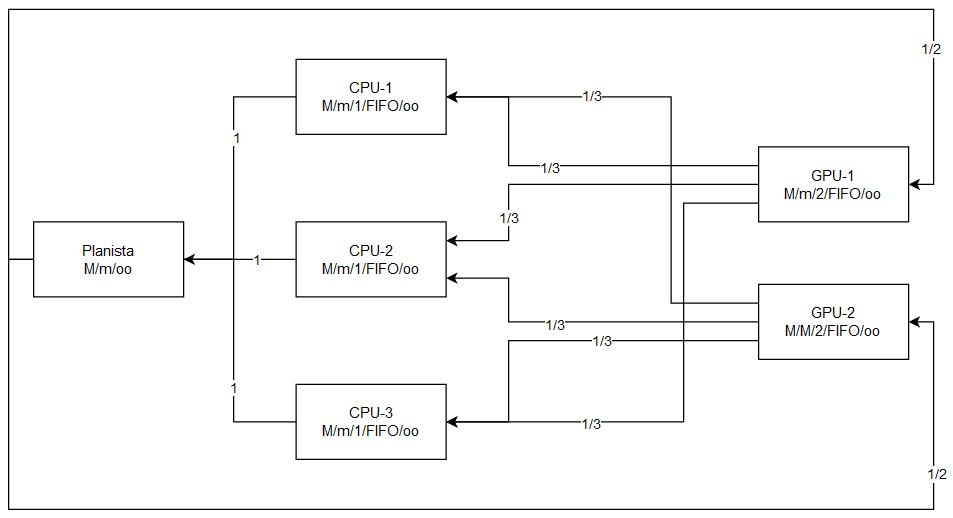 1/2
CPU-1
M/m/1/FIFO/oo
1/3
1
1/3
GPU-1
M/m/2/FIFO/oo
1/3
Planista
M/m/oo
CPU-2
M/m/1/FIFO/oo
1
1/3
GPU-2
M/M/2/FIFO/oo
1/3
1
CPU-3
M/m/1/FIFO/oo
1/3
1/2